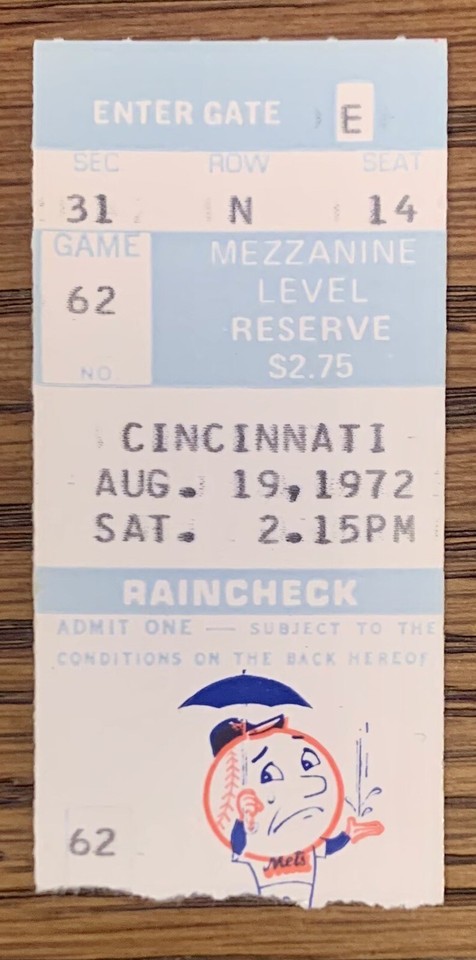 ENTER GATE E
SEC ROW SEAT
31 N 14
GAME
62
NO.
MEZZANINE
LEVEL
RESERVE
$2.75
CINCINNATI
AUG. 19,1972
SAT. 2.15PM
RAINCHECK
ADMIT ONE — SUBJECT TO THE
CONDITIONS ON THE BACK HEREOF
Mets
62